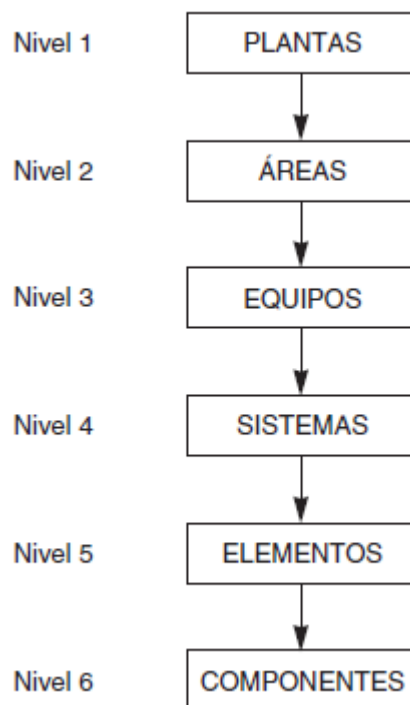 Nivel 1 PLANTAS
Nivel 2 ÁREAS
Nivel 3 EQUIPOS
Nivel 4 SISTEMAS
Nivel 5 ELEMENTOS
Nivel 6 COMPONENTES